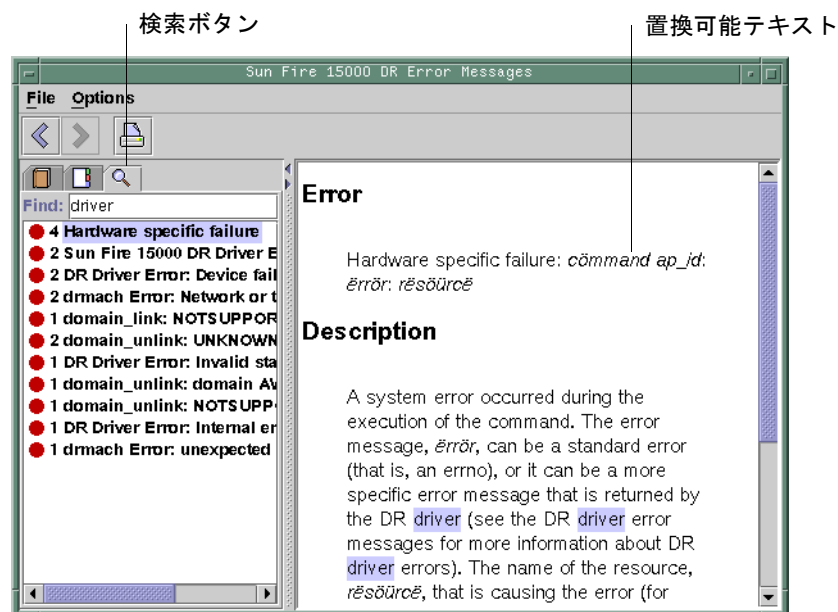 検索ボタン
置換可能テキスト
Sun Fire 15000 DR Error Messages
File Options
Find: driver
4 Hardware specific failure
2 Sun Fire 15000 DR Driver E
2 DR Driver Error: Device fail
2 drmach Error: Network or t
1 domain_link: NOTSUPPOR
2 domain_unlink: UNKNOWN
1 DR Driver Error: Invalid sta
1 domain_unlink: domain AV
1 domain_unlink: NOTSUPP
1 DR Driver Error: Internal er
1 drmach Error: unexpected
Error
Hardware specific failure: cömmand ap_id:
ërrör: rësöürcë
Description
A system error occurred during the
execution of the command. The error
message, ërrör, can be a standard error
(that is, an errno), or it can be a more
specific error message that is returned by
the DR driver (see the DR driver error
messages for more information about DR
driver errors). The name of the resource,
rësöürcë, that is causing the error (for